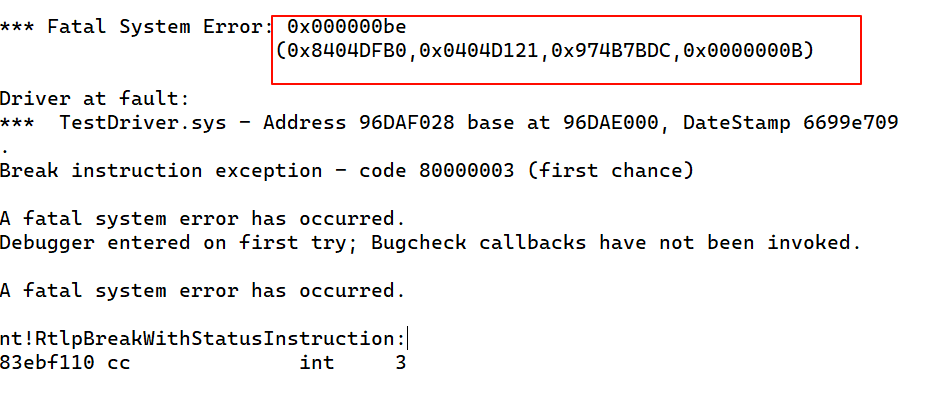 *** Fatal System Error: 0x000000be
(0x8404DFB0,0x0404D121,0x974B7BDC,0x0000000B)
Driver at fault:
***  TestDriver.sys - Address 96DAF028 base at 96DAE000, DateStamp 6699e709
.
Break instruction exception - code 80000003 (first chance)
A fatal system error has occurred.
Debugger entered on first try; Bugcheck callbacks have not been invoked.
A fatal system error has occurred.
nt!RtlpBreakWithStatusInstruction:
83ebf110 cc              int     3